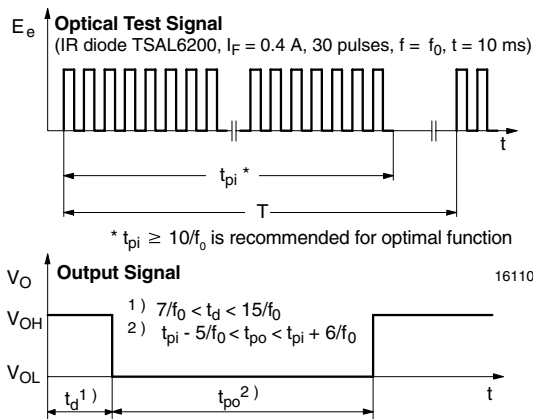 E_e Optical Test Signal
(IR diode TSAL6200, I_F = 0.4 A, 30 pulses, f = f_0, t = 10 ms)
t
t_pi *
T
* t_pi ≥ 10/f_0 is recommended for optimal function
V_O Output Signal
16110
V_OH
1) 7/f_0 < t_d < 15/f_0
2) t_pi - 5/f_0 < t_po < t_pi + 6/f_0
V_OL
t_d 1)
t_po 2)
t